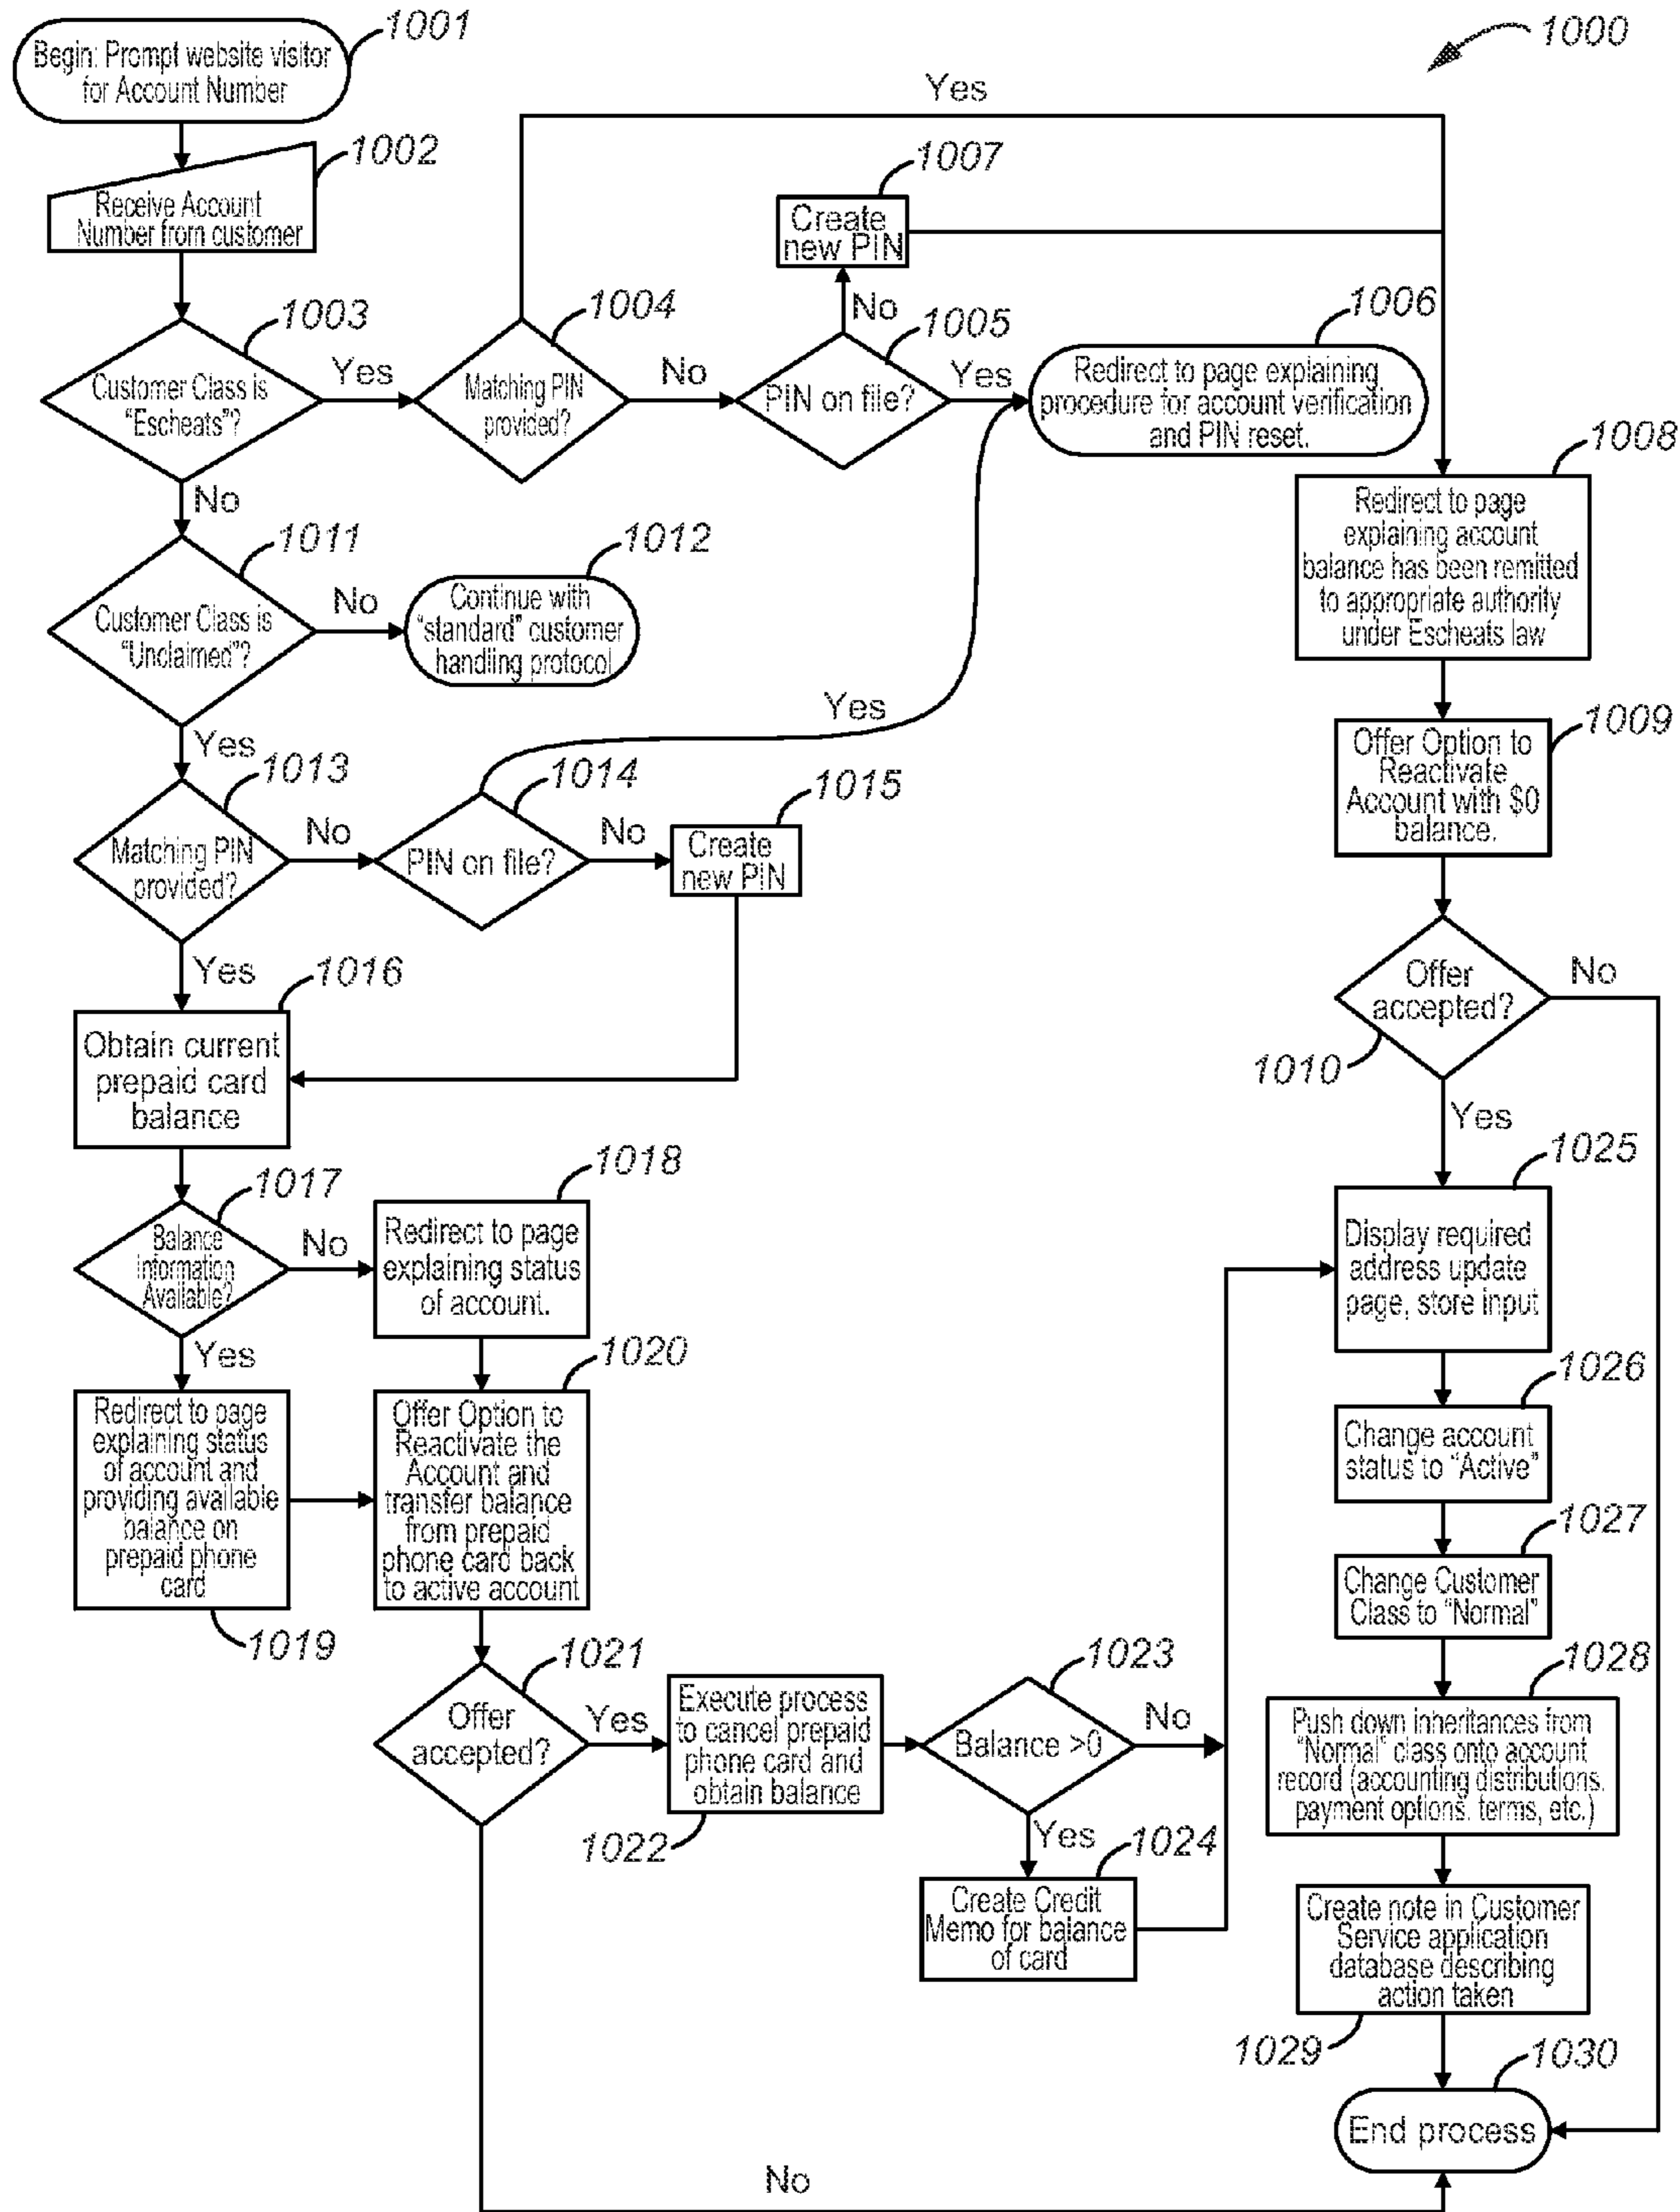 1000
1001
Begin: Prompt website visitor
for Account Number
1002
Receive Account
Number from customer
1003
Customer Class is
"Escheats"?
Yes
1004
Matching PIN
provided?
Yes
No
1005
PIN on file?
No
1007
Create
new PIN
Yes
1006
Redirect to page explaining
procedure for account verification
and PIN reset.
1008
Redirect to page
explaining account
balance has been remitted
to appropriate authority
under Escheats law
1009
Offer Option to
Reactivate
Account with $0
balance.
Offer
accepted?
1010
No
Yes
No
1011
Customer Class is
"Unclaimed"?
No
1012
Continue with
"standard" customer
handling protocol
Yes
1013
Matching PIN
provided?
No
1014
PIN on file?
Yes
No
1015
Create
new PIN
Yes
1016
Obtain current
prepaid card
balance
1017
Balance
information
Available?
No
1018
Redirect to page
explaining status
of account.
Yes
Redirect to page
explaining status
of account and
providing available
balance on
prepaid phone
card
1019
1020
Offer Option to
Reactivate the
Account and
transfer balance
from prepaid
phone card back
to active account
1021
Offer
accepted?
Yes
Execute process
to cancel prepaid
phone card and
obtain balance
1022
1023
Balance >0
No
Yes
1024
Create Credit
Memo for balance
of card
1025
Display required
address update
page, store input
1026
Change account
status to "Active"
1027
Change Customer
Class to "Normal"
1028
Push down inheritances from
"Normal" class onto account
record (accounting distributions,
payment options, terms, etc.)
Create note in Customer
Service application
database describing
action taken
1029
1030
End process
No